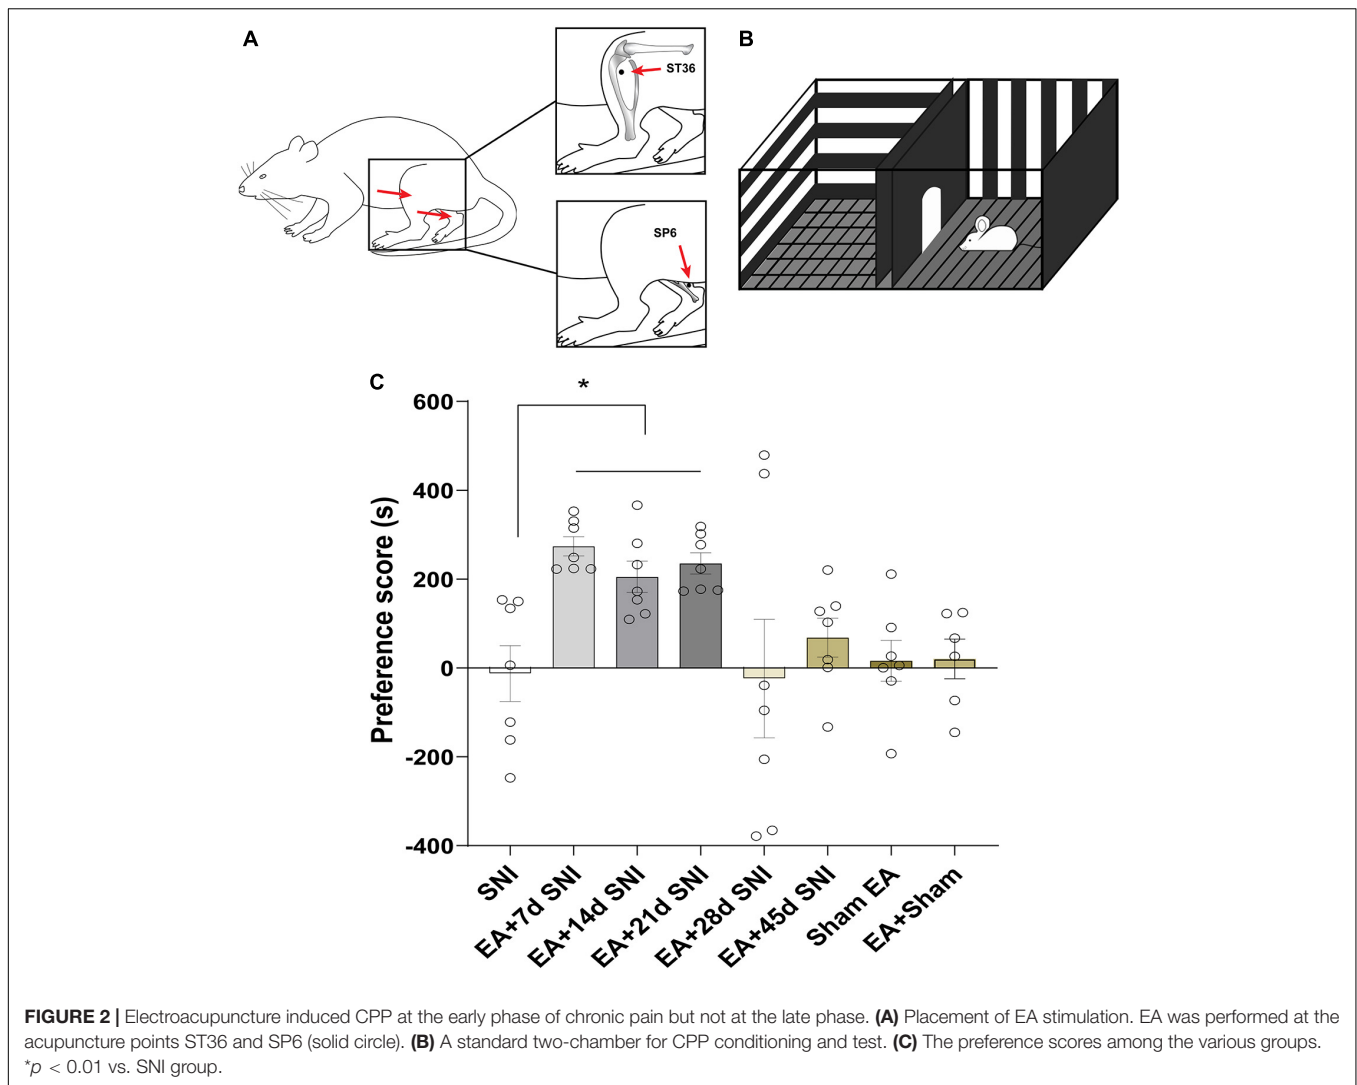 A
ST36
SP6
B
C
*
Preference score (s)
600
400
200
0
-200
-400
SNI
EA+7d SNI
EA+14d SNI
EA+21d SNI
EA+28d SNI
EA+45d SNI
Sham EA
EA+Sham
FIGURE 2 | Electroacupuncture induced CPP at the early phase of chronic pain but not at the late phase. (A) Placement of EA stimulation. EA was performed at the
acupuncture points ST36 and SP6 (solid circle). (B) A standard two-chamber for CPP conditioning and test. (C) The preference scores among the various groups.
*p < 0.01 vs. SNI group.